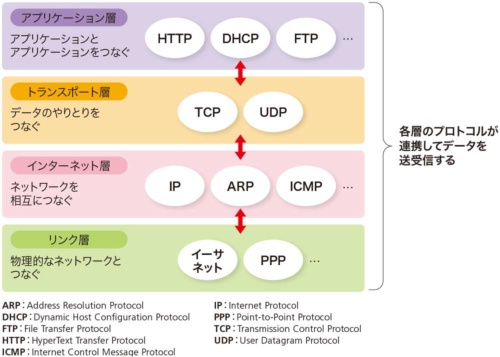 アプリケーション層
アプリケーションと
アプリケーションをつなぐ
HTTP
DHCP
FTP
…
トランスポート層
データのやりとりを
つなぐ
TCP
UDP
インターネット層
ネットワークを
相互につなぐ
IP
ARP
ICMP
…
リンク層
物理的なネットワークと
つなぐ
イーサ
ネット
PPP
…
各層のプロトコルが
連携してデータを
送受信する
ARP：Address Resolution Protocol
DHCP：Dynamic Host Configuration Protocol
FTP：File Transfer Protocol
HTTP：HyperText Transfer Protocol
ICMP：Internet Control Message Protocol
IP：Internet Protocol
PPP：Point-to-Point Protocol
TCP：Transmission Control Protocol
UDP：User Datagram Protocol